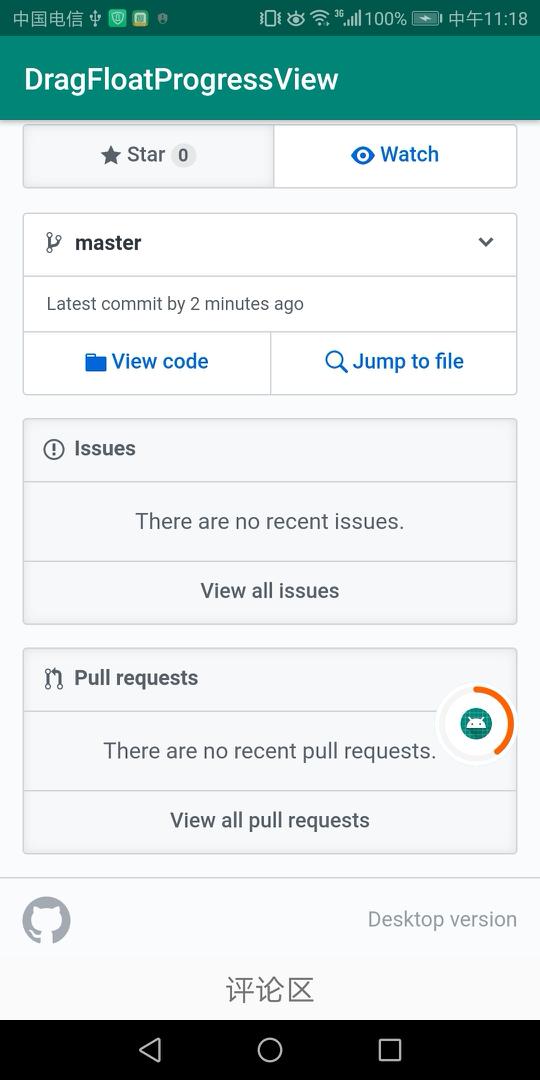 中国电信 3G 100% 中午11:18
DragFloatProgressView
Star 0 Watch
master
Latest commit by 2 minutes ago
View code Jump to file
Issues
There are no recent issues.
View all issues
Pull requests
There are no recent pull requests.
View all pull requests
Desktop version
评论区